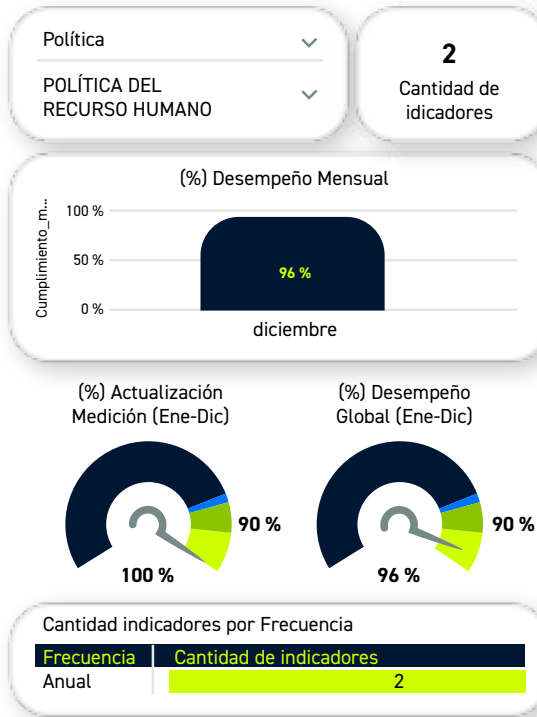 Política
POLÍTICA DEL
RECURSO HUMANO
2
Cantidad de
idicadores
(%) Desempeño Mensual
Cumplimiento_m...
100 %
50 %
0 %
96 %
diciembre
(%) Actualización
Medición (Ene-Dic)
90 %
100 %
(%) Desempeño
Global (Ene-Dic)
90 %
96 %
Cantidad indicadores por Frecuencia
Frecuencia Cantidad de indicadores
Anual 2